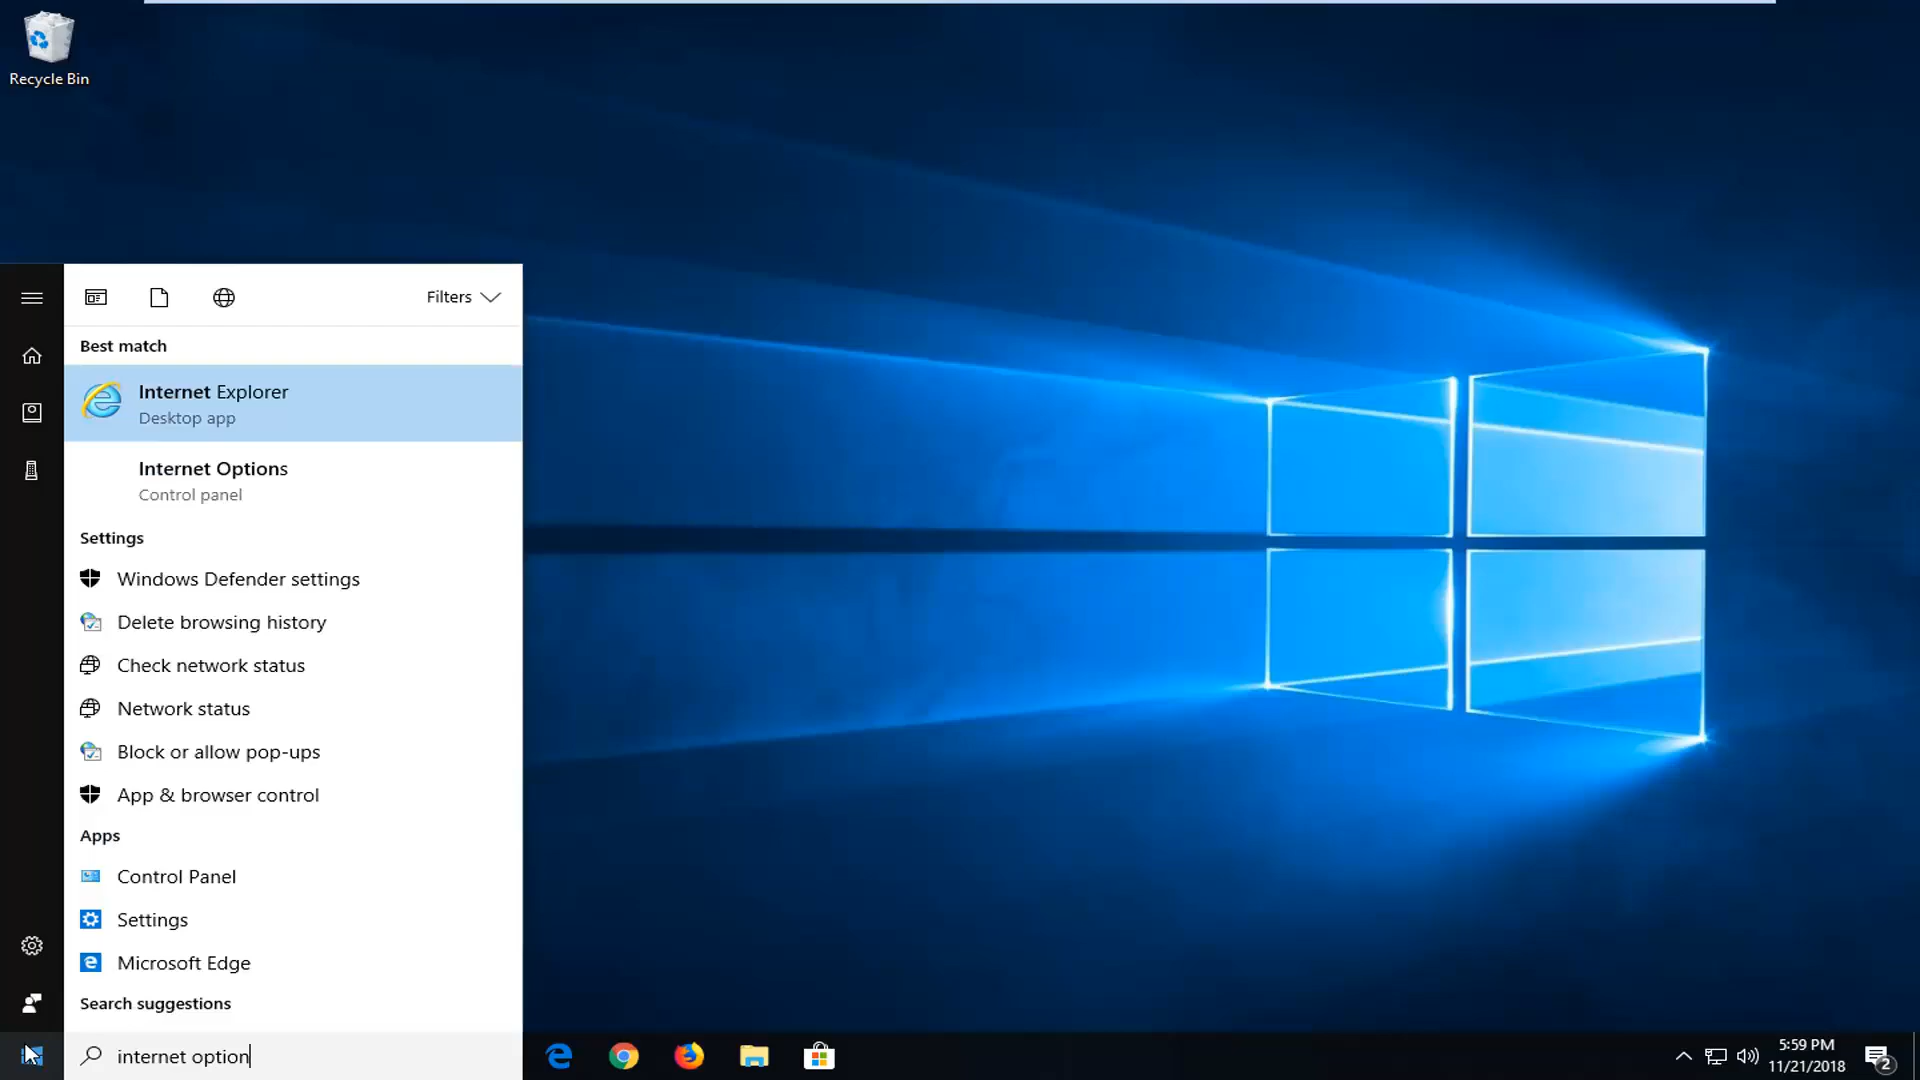 Recycle Bin
Filters
Best match
Internet Explorer
Desktop app
Internet Options
Control panel
Settings
Windows Defender settings
Delete browsing history
Check network status
Network status
Block or allow pop-ups
App & browser control
Apps
Control Panel
Settings
Microsoft Edge
Search suggestions
internet option
5:59 PM
11/21/2018
2